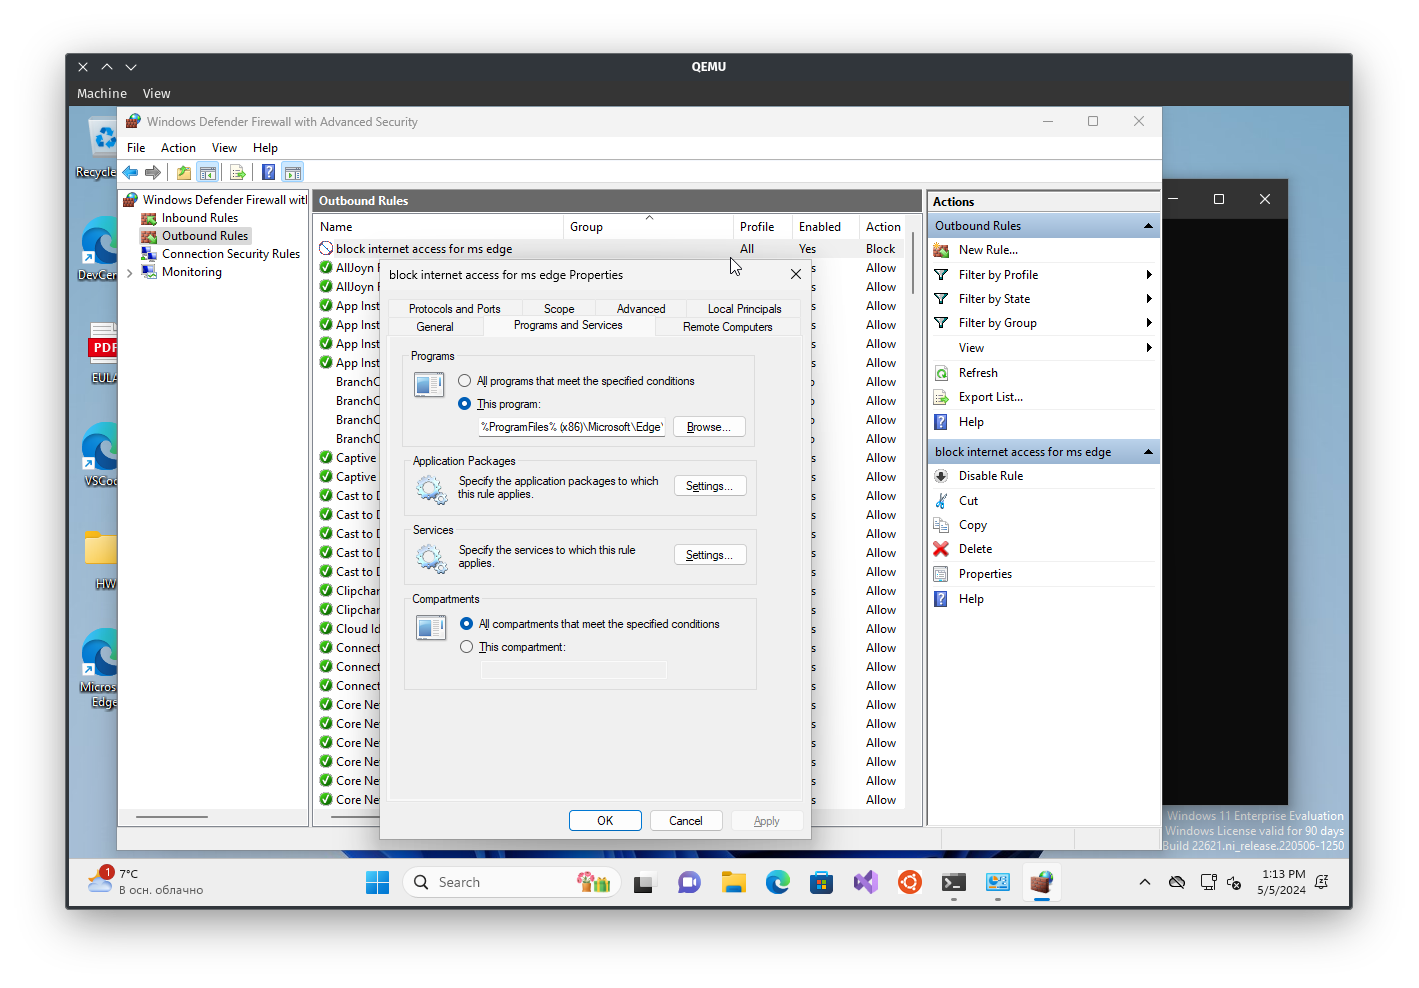 QEMU
Machine View
Windows Defender Firewall with Advanced Security
File Action View Help
Recycle
DevCen
EULA
PDF
VSCo
HW
Micros
Edge
Windows Defender Firewall wit
Inbound Rules
Outbound Rules
Connection Security Rules
Monitoring
Outbound Rules
Name Group Profile Enabled Action
block internet access for ms edge All Yes Block
AllJoyn Allow
AllJoyn Allow
App Inst s Allow
App Inst s Allow
App Inst s Allow
App Inst s Allow
BranchC Allow
BranchC Allow
BranchC Allow
BranchC Allow
Captive s Allow
Captive s Allow
Cast to D s Allow
Cast to D s Allow
Cast to D s Allow
Cast to D s Allow
Cast to D s Allow
Clipchar s Allow
Clipchar s Allow
Cloud Id s Allow
Connect s Allow
Connect s Allow
Connect s Allow
Core Ne s Allow
Core Ne s Allow
Core Ne s Allow
Core Ne s Allow
Core Ne s Allow
Core Ne s Allow
block internet access for ms edge Properties
Protocols and Ports Scope Advanced Local Principals
General Programs and Services Remote Computers
Programs
All programs that meet the specified conditions
This program:
%ProgramFiles% (x86)\Microsoft\Edge\ Browse...
Application Packages
Specify the application packages to which
this rule applies.
Settings...
Services
Specify the services to which this rule
applies.
Settings...
Compartments
All compartments that meet the specified conditions
This compartment:
OK Cancel Apply
Actions
Outbound Rules
New Rule...
Filter by Profile
Filter by State
Filter by Group
View
Refresh
Export List...
Help
block internet access for ms edge
Disable Rule
Cut
Copy
Delete
Properties
Help
Windows 11 Enterprise Evaluation
Windows License valid for 90 days
Build 22621.ni_release.220506-1250
1
7°C
В осн. облачно
Search
1:13 PM
5/5/2024